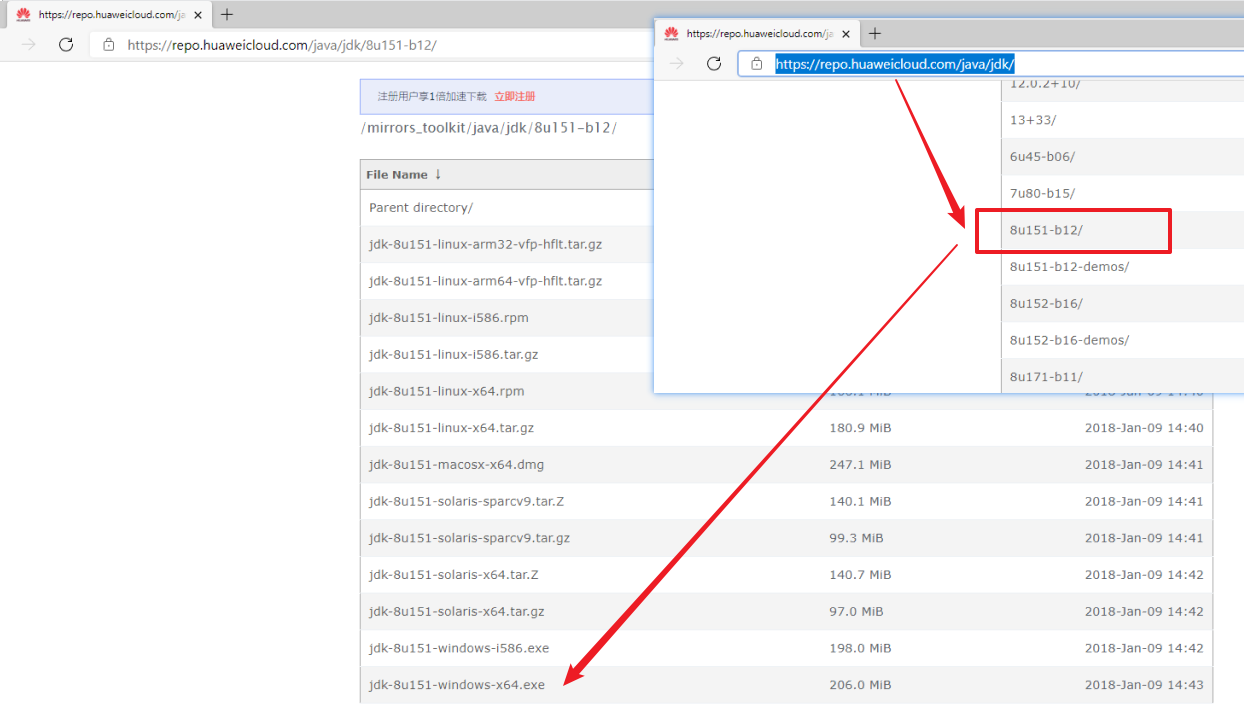 https://repo.huaweicloud.com/ja
https://repo.huaweicloud.com/java/jdk/8u151-b12/
注册用户享1倍加速下载 立即注册
/mirrors_toolkit/java/jdk/8u151-b12/
File Name ↓
Parent directory/
jdk-8u151-linux-arm32-vfp-hflt.tar.gz
jdk-8u151-linux-arm64-vfp-hflt.tar.gz
jdk-8u151-linux-i586.rpm
jdk-8u151-linux-i586.tar.gz
jdk-8u151-linux-x64.rpm
jdk-8u151-linux-x64.tar.gz 180.9 MiB 2018-Jan-09 14:40
jdk-8u151-macosx-x64.dmg 247.1 MiB 2018-Jan-09 14:41
jdk-8u151-solaris-sparcv9.tar.Z 140.1 MiB 2018-Jan-09 14:41
jdk-8u151-solaris-sparcv9.tar.gz 99.3 MiB 2018-Jan-09 14:41
jdk-8u151-solaris-x64.tar.Z 140.7 MiB 2018-Jan-09 14:42
jdk-8u151-solaris-x64.tar.gz 97.0 MiB 2018-Jan-09 14:42
jdk-8u151-windows-i586.exe 198.0 MiB 2018-Jan-09 14:42
jdk-8u151-windows-x64.exe 206.0 MiB 2018-Jan-09 14:43
https://repo.huaweicloud.com/ja
https://repo.huaweicloud.com/java/jdk/
12.0.2+10/
13+33/
6u45-b06/
7u80-b15/
8u151-b12/
8u151-b12-demos/
8u152-b16/
8u152-b16-demos/
8u171-b11/